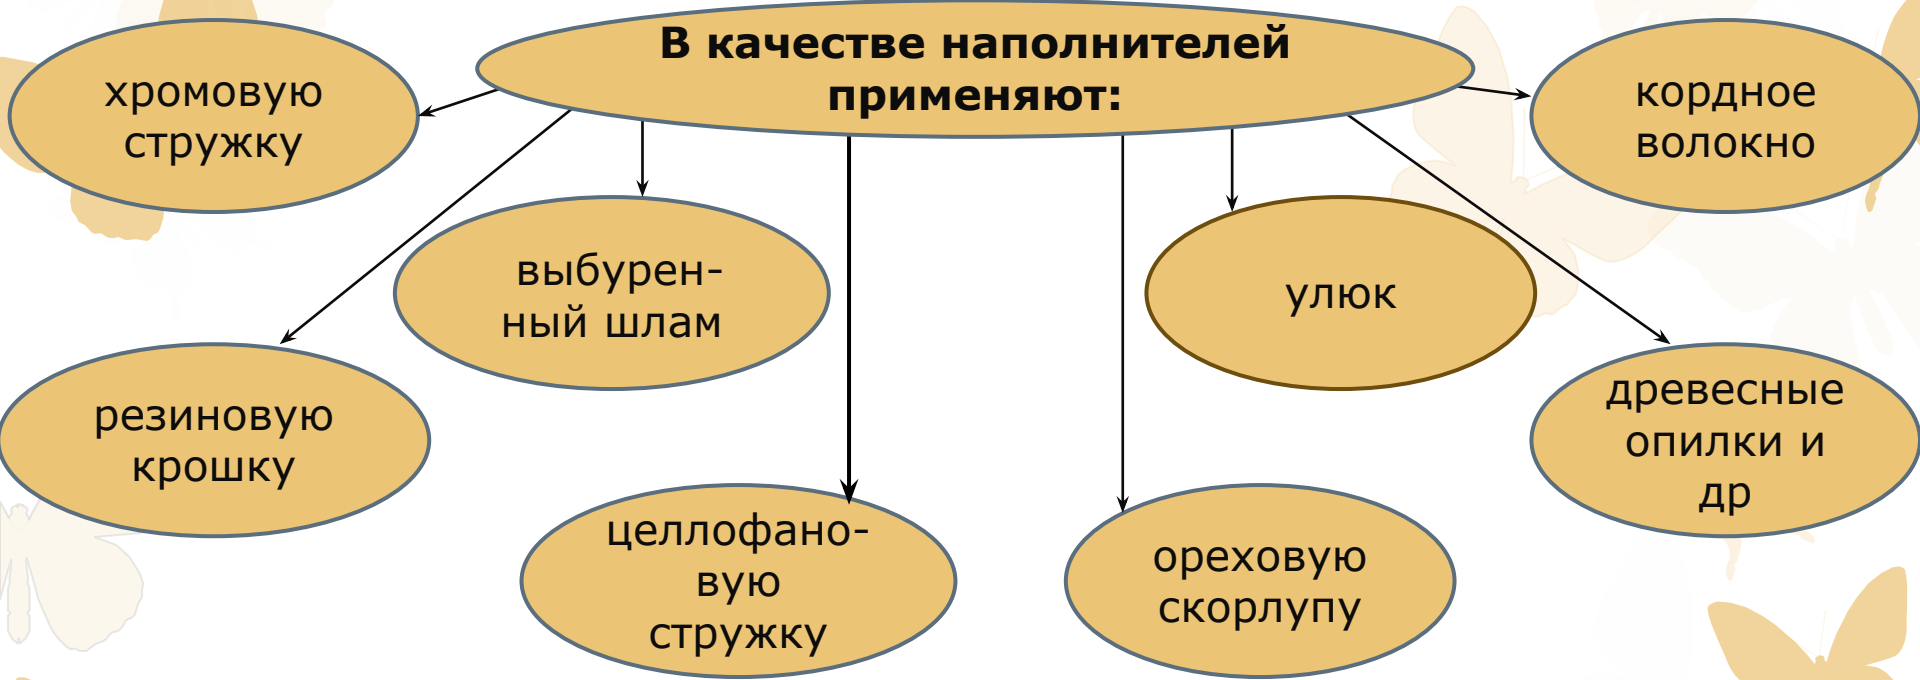 В качестве наполнителей
применяют:
хромовую
стружку
кордное
волокно
выбурен-
ный шлам
улюк
резиновую
крошку
древесные
опилки и
др
целлофано-
вую
стружку
ореховую
скорлупу